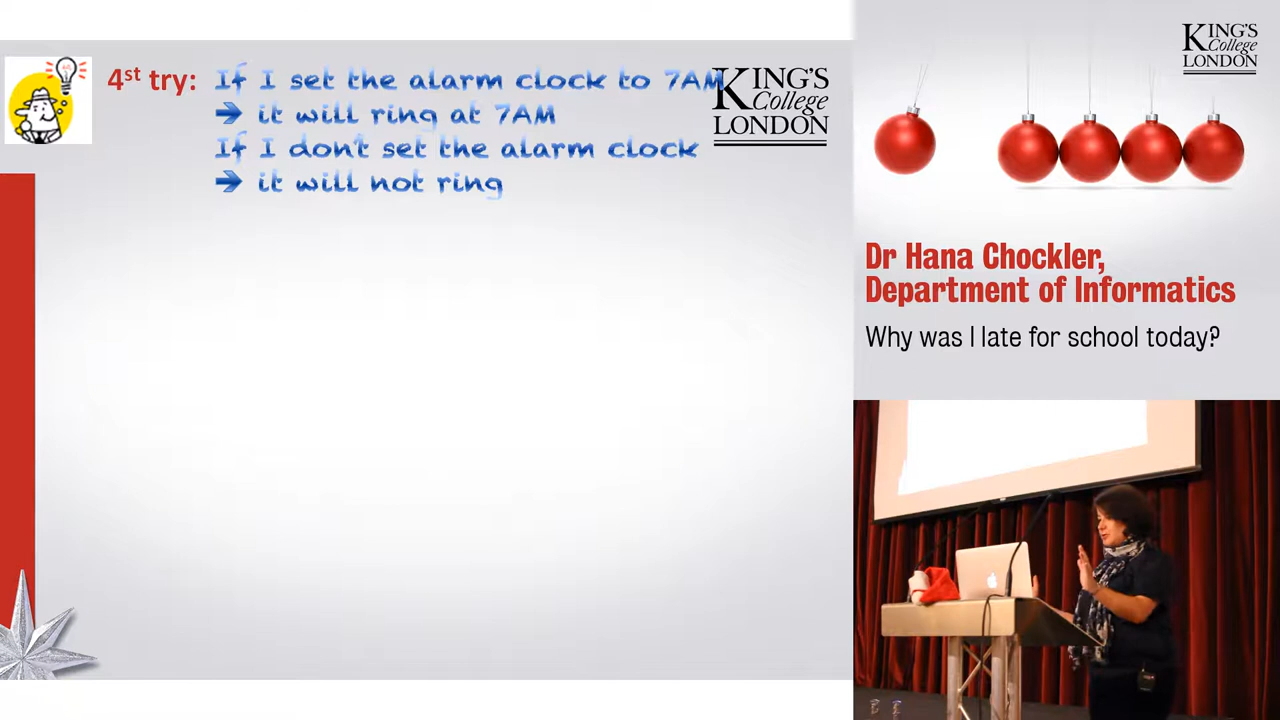 4st try: If I set the alarm clock to 7AM
➔ it will ring at 7AM
If I don't set the alarm clock
➔ it will not ring
KING'S
College
LONDON
KING'S
College
LONDON
Dr Hana Chockler,
Department of Informatics
Why was I late for school today?